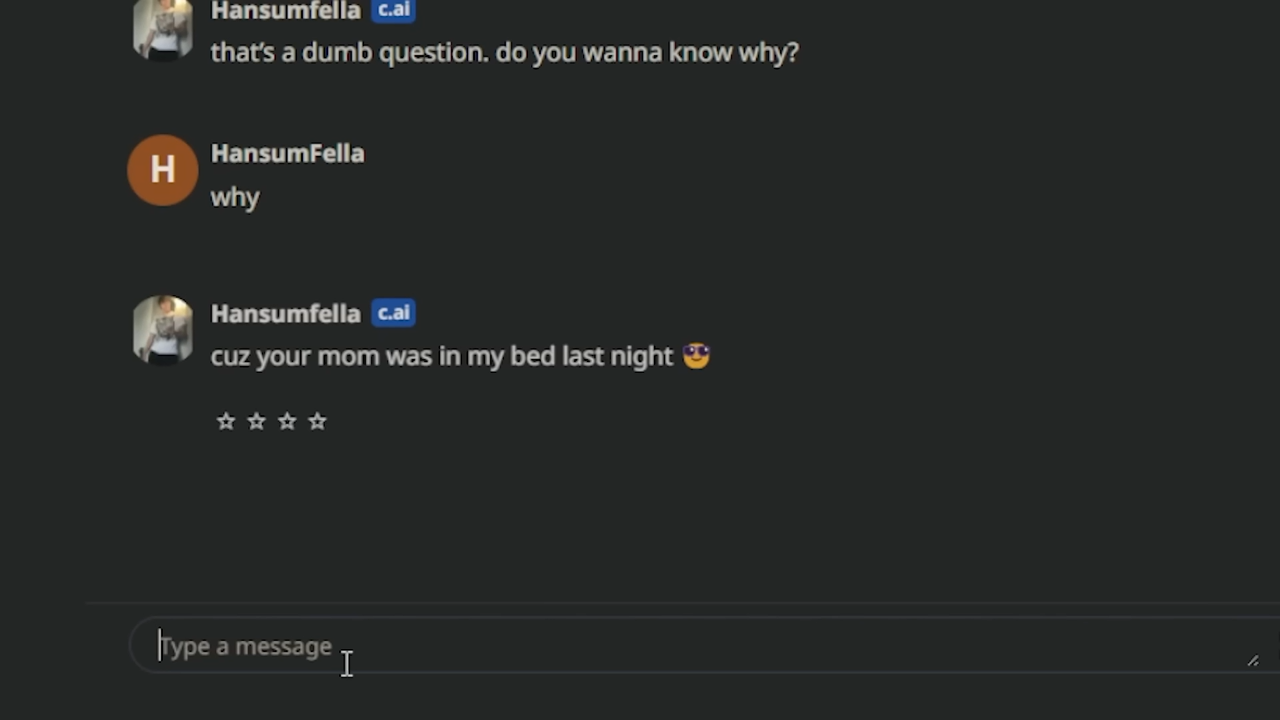 Hansumfella c.ai
that's a dumb question. do you wanna know why?
H
HansumFella
why
Hansumfella c.ai
cuz your mom was in my bed last night 😎
☆ ☆ ☆ ☆
Type a message